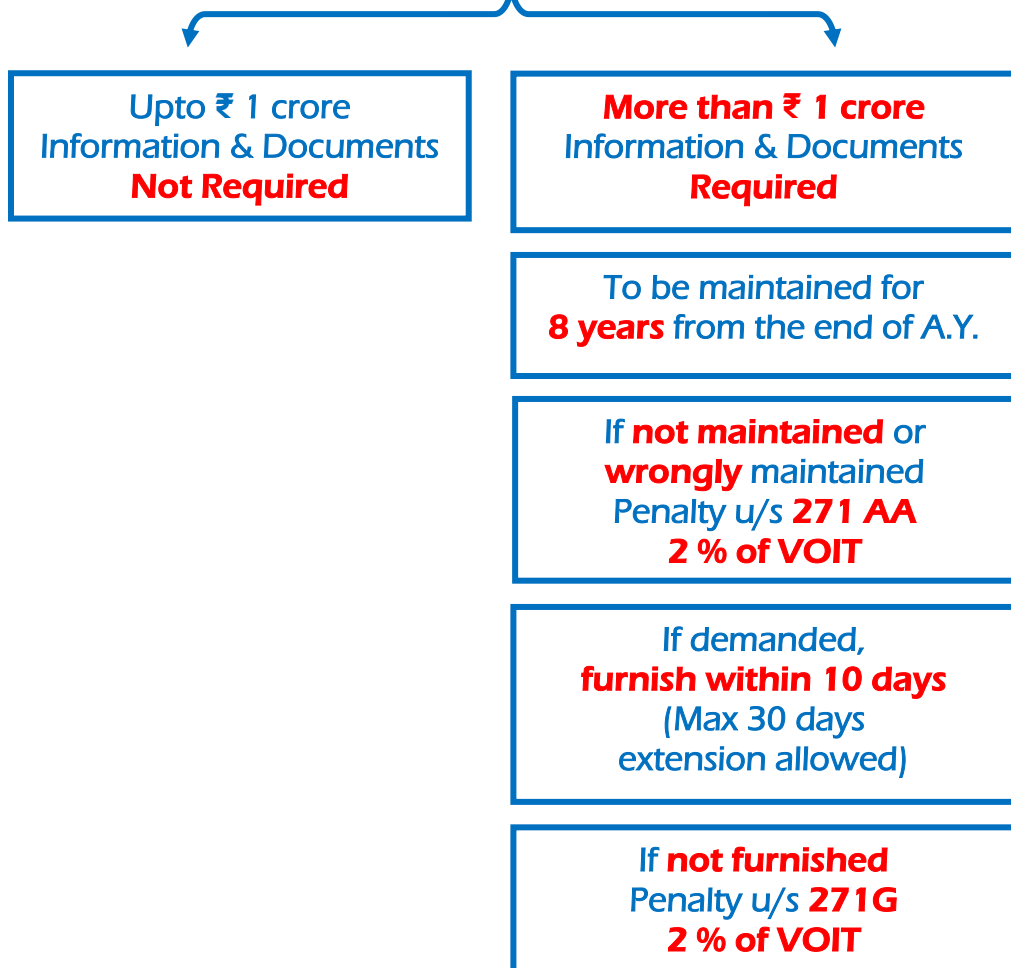 Upto ₹ 1 crore
Information & Documents
Not Required
More than ₹ 1 crore
Information & Documents
Required
To be maintained for
8 years from the end of A.Y.
If not maintained or
wrongly maintained
Penalty u/s 271 AA
2 % of VOIT
If demanded,
furnish within 10 days
(Max 30 days
extension allowed)
If not furnished
Penalty u/s 271G
2 % of VOIT